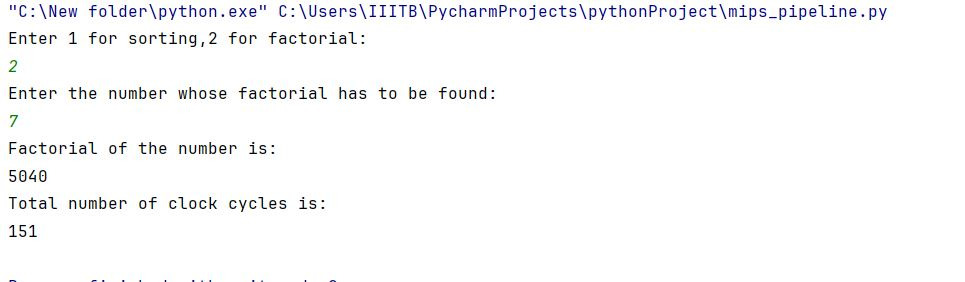 "C:\New folder\python.exe" C:\Users\IIITB\PycharmProjects\pythonProject\mips_pipeline.py
Enter 1 for sorting,2 for factorial:
2
Enter the number whose factorial has to be found:
7
Factorial of the number is:
5040
Total number of clock cycles is:
151